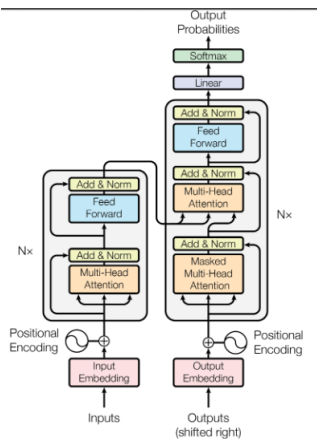 Output
Probabilities
Softmax
Linear
Add & Norm
Feed
Forward
Add & Norm
Multi-Head
Attention
Add & Norm
Masked
Multi-Head
Attention
Nx
Positional
Encoding
Output
Embedding
Outputs
(shifted right)
Add & Norm
Feed
Forward
Add & Norm
Multi-Head
Attention
Nx
Positional
Encoding
Input
Embedding
Inputs